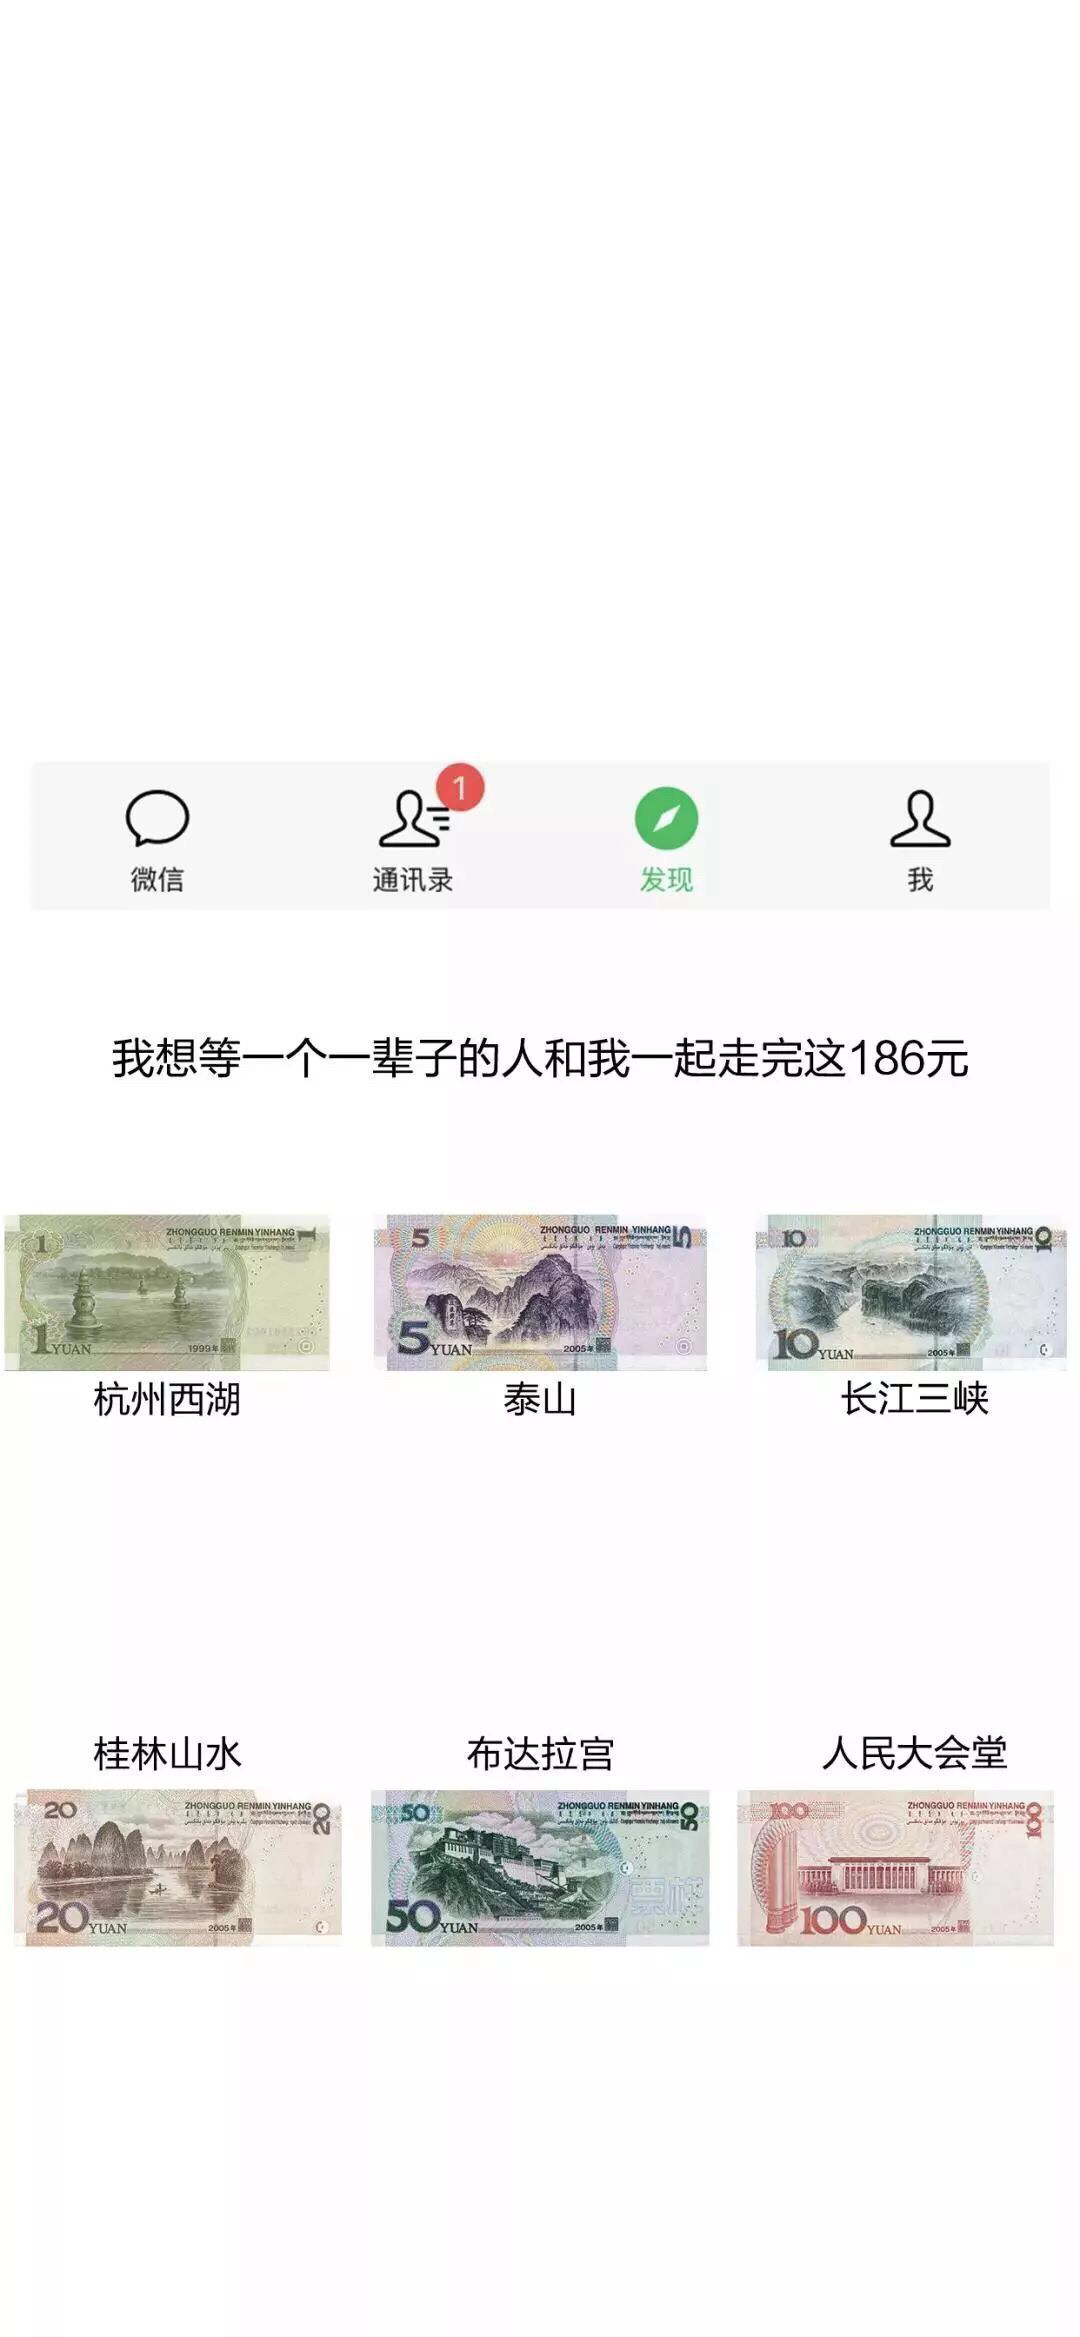 1
微信 通讯录 发现 我
我想等一个一辈子的人和我一起走完这186元
ZHONGGUO RENMIN YINHANG 1
1
1 YUAN 1999年
杭州西湖
5 ZHONGGUO RENMIN YINHANG 5
5 YUAN 2005年
泰山
10 ZHONGGUO RENMIN YINHANG 10
10 YUAN 2005年
长江三峡
桂林山水
20 ZHONGGUO RENMIN YINHANG 20
20 YUAN 2005年
布达拉宫
50 ZHONGGUO RENMIN YINHANG 50
50 YUAN 2005年
人民大会堂
100 ZHONGGUO RENMIN YINHANG 100
100 YUAN 2005年